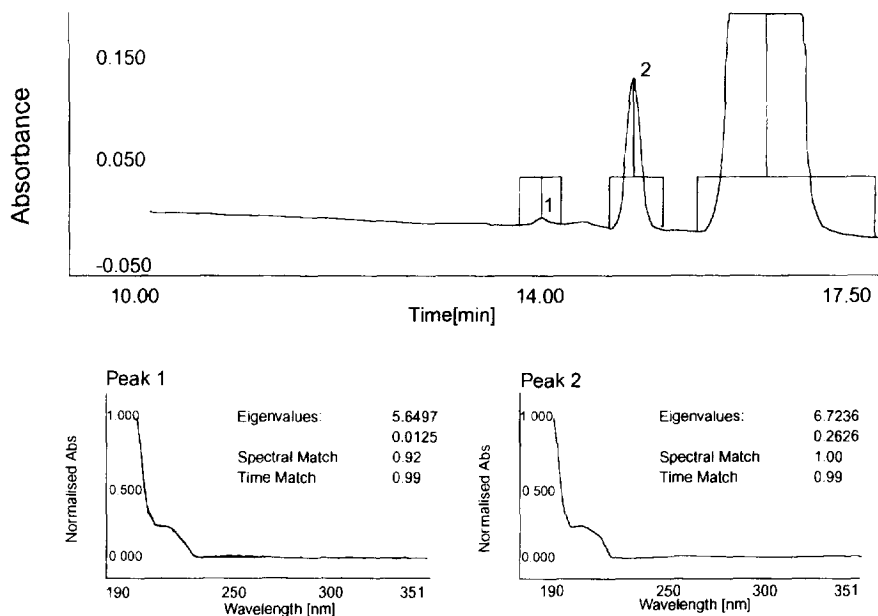 Absorbance
0.150
0.050
-0.050
1
2
10.00 14.00 17.50
Time[min]
Peak 1
Normalised Abs
1.000
0.500
0.000
Eigenvalues: 5.6497
0.0125
Spectral Match 0.92
Time Match 0.99
190 250 300 351
Wavelength [nm]
Peak 2
Normalised Abs
1.000
0.500
0.000
Eigenvalues: 6.7236
0.2626
Spectral Match 1.00
Time Match 0.99
190 250 300 351
Wavelength [nm]